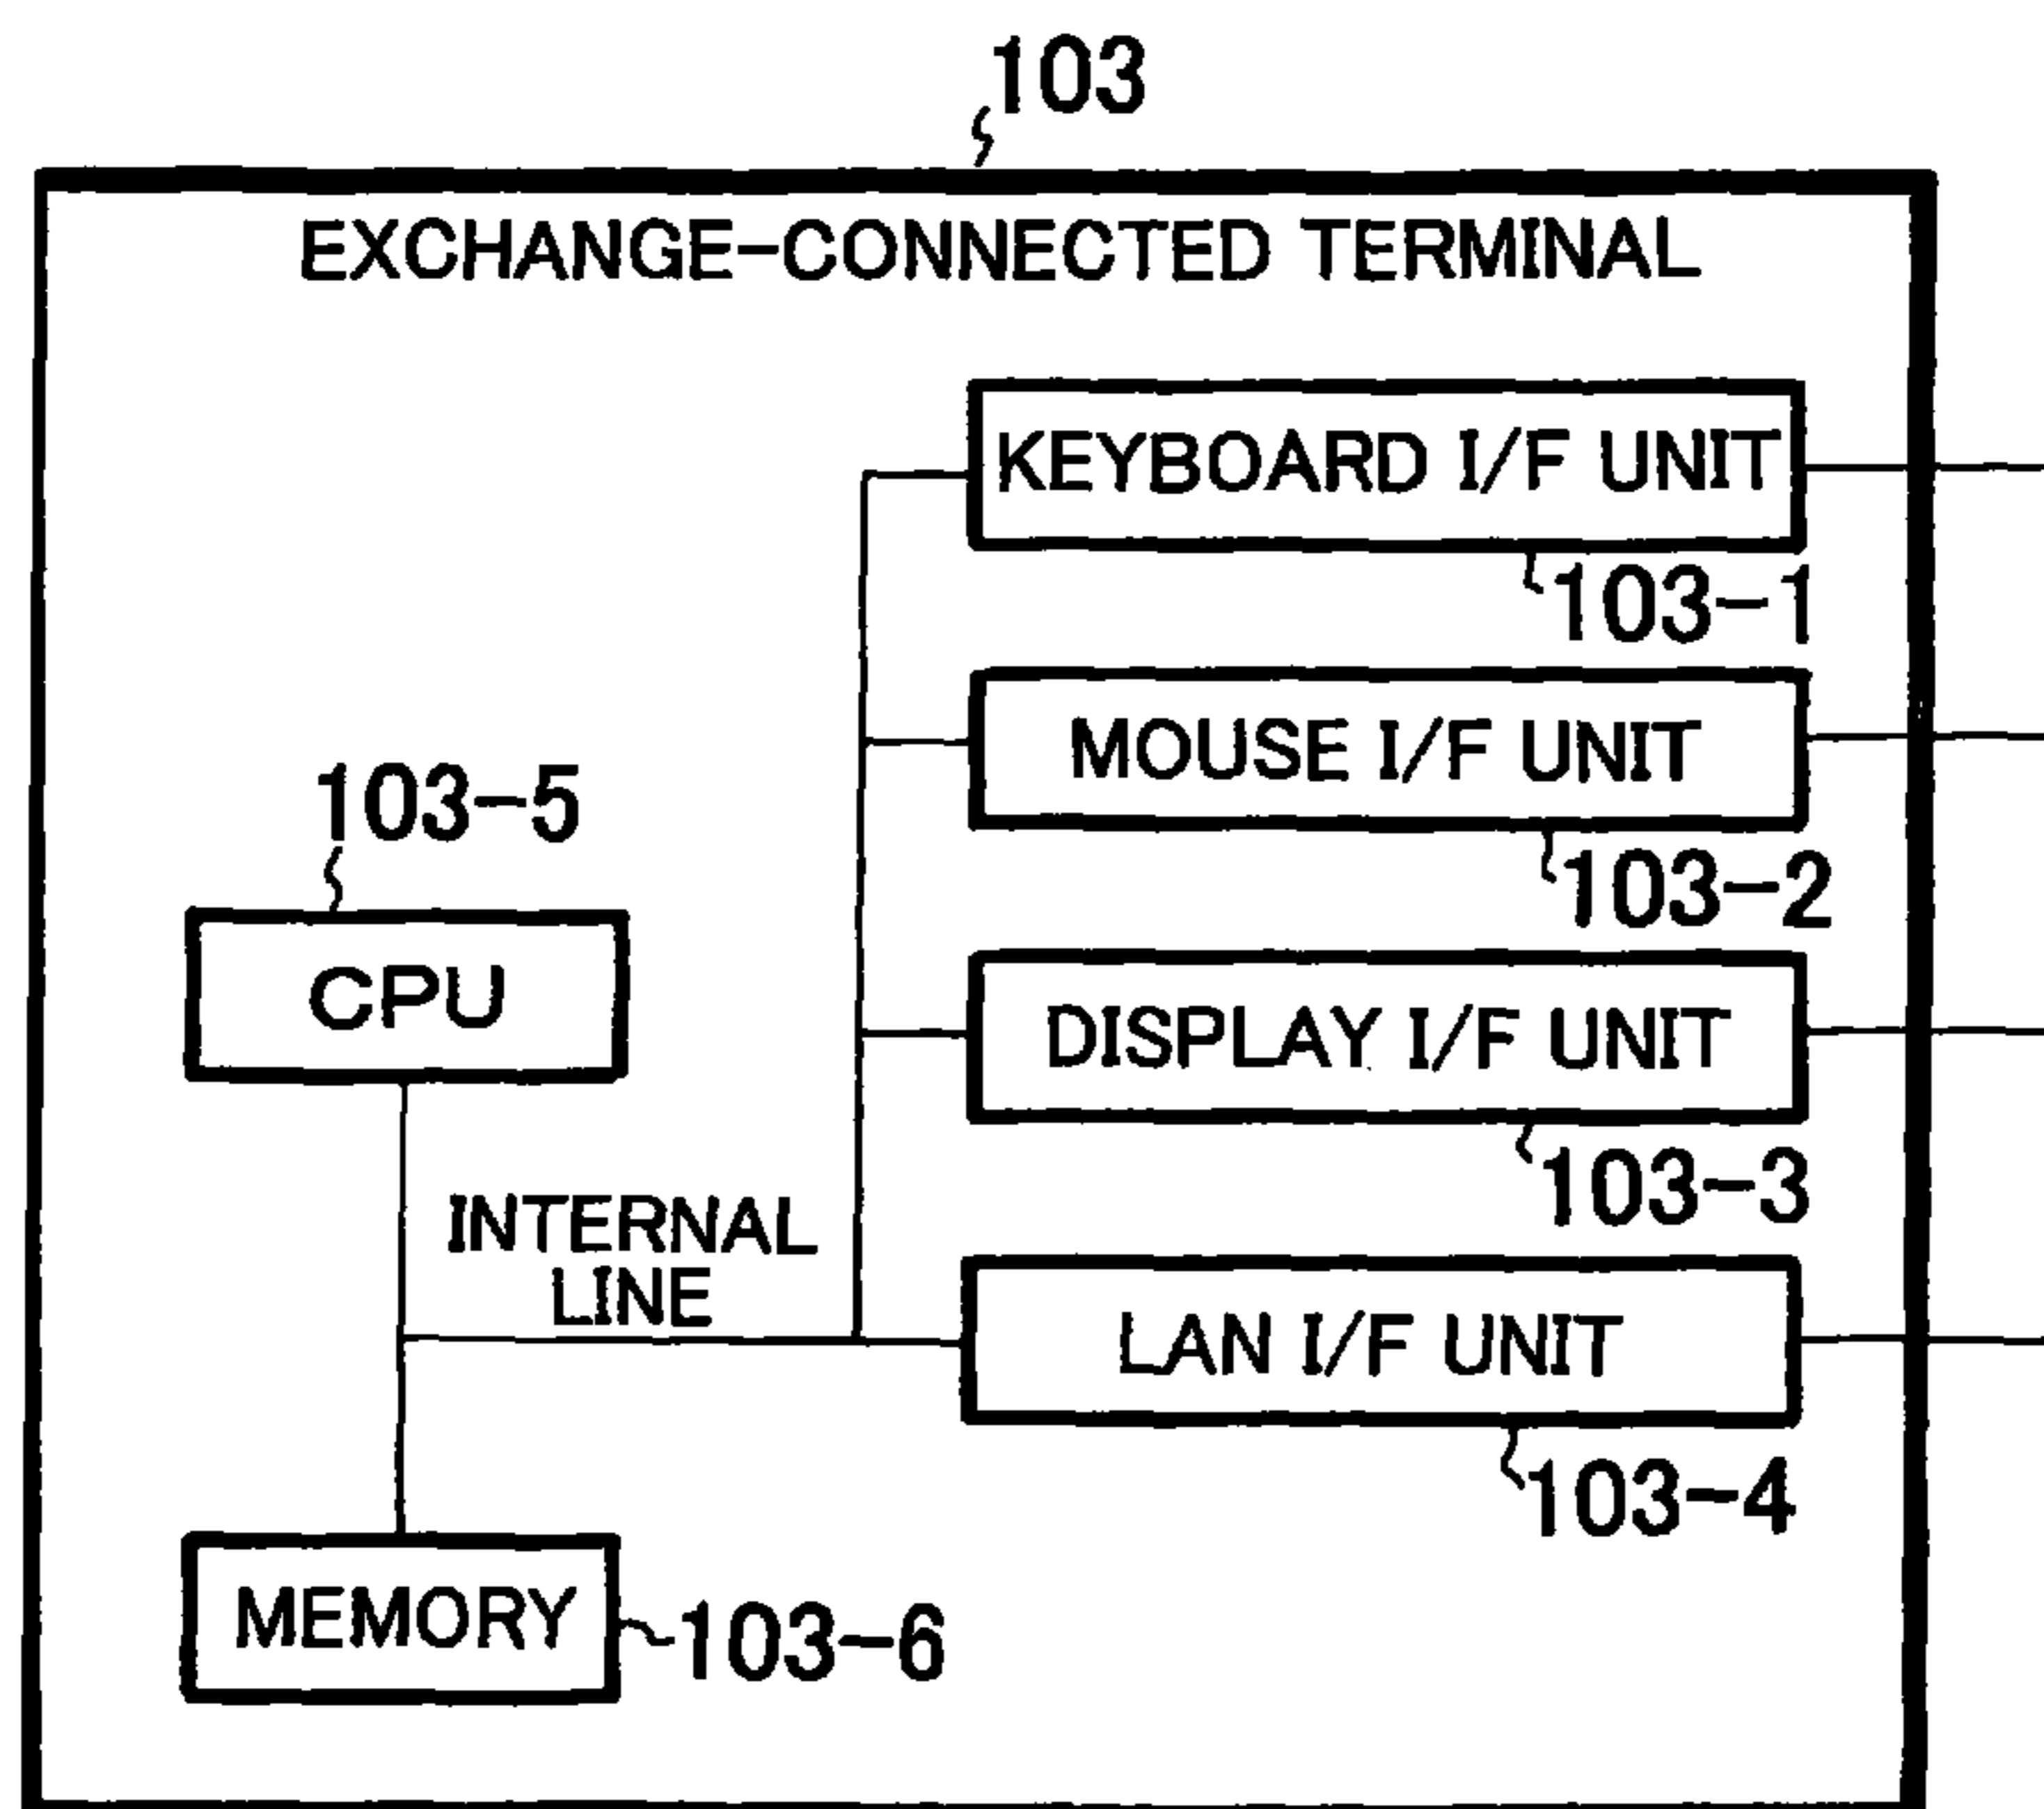 103
EXCHANGE-CONNECTED TERMINAL
KEYBOARD I/F UNIT
103-1
MOUSE I/F UNIT
103-2
103-5
CPU
DISPLAY I/F UNIT
103-3
INTERNAL
LINE
LAN I/F UNIT
103-4
MEMORY
103-6